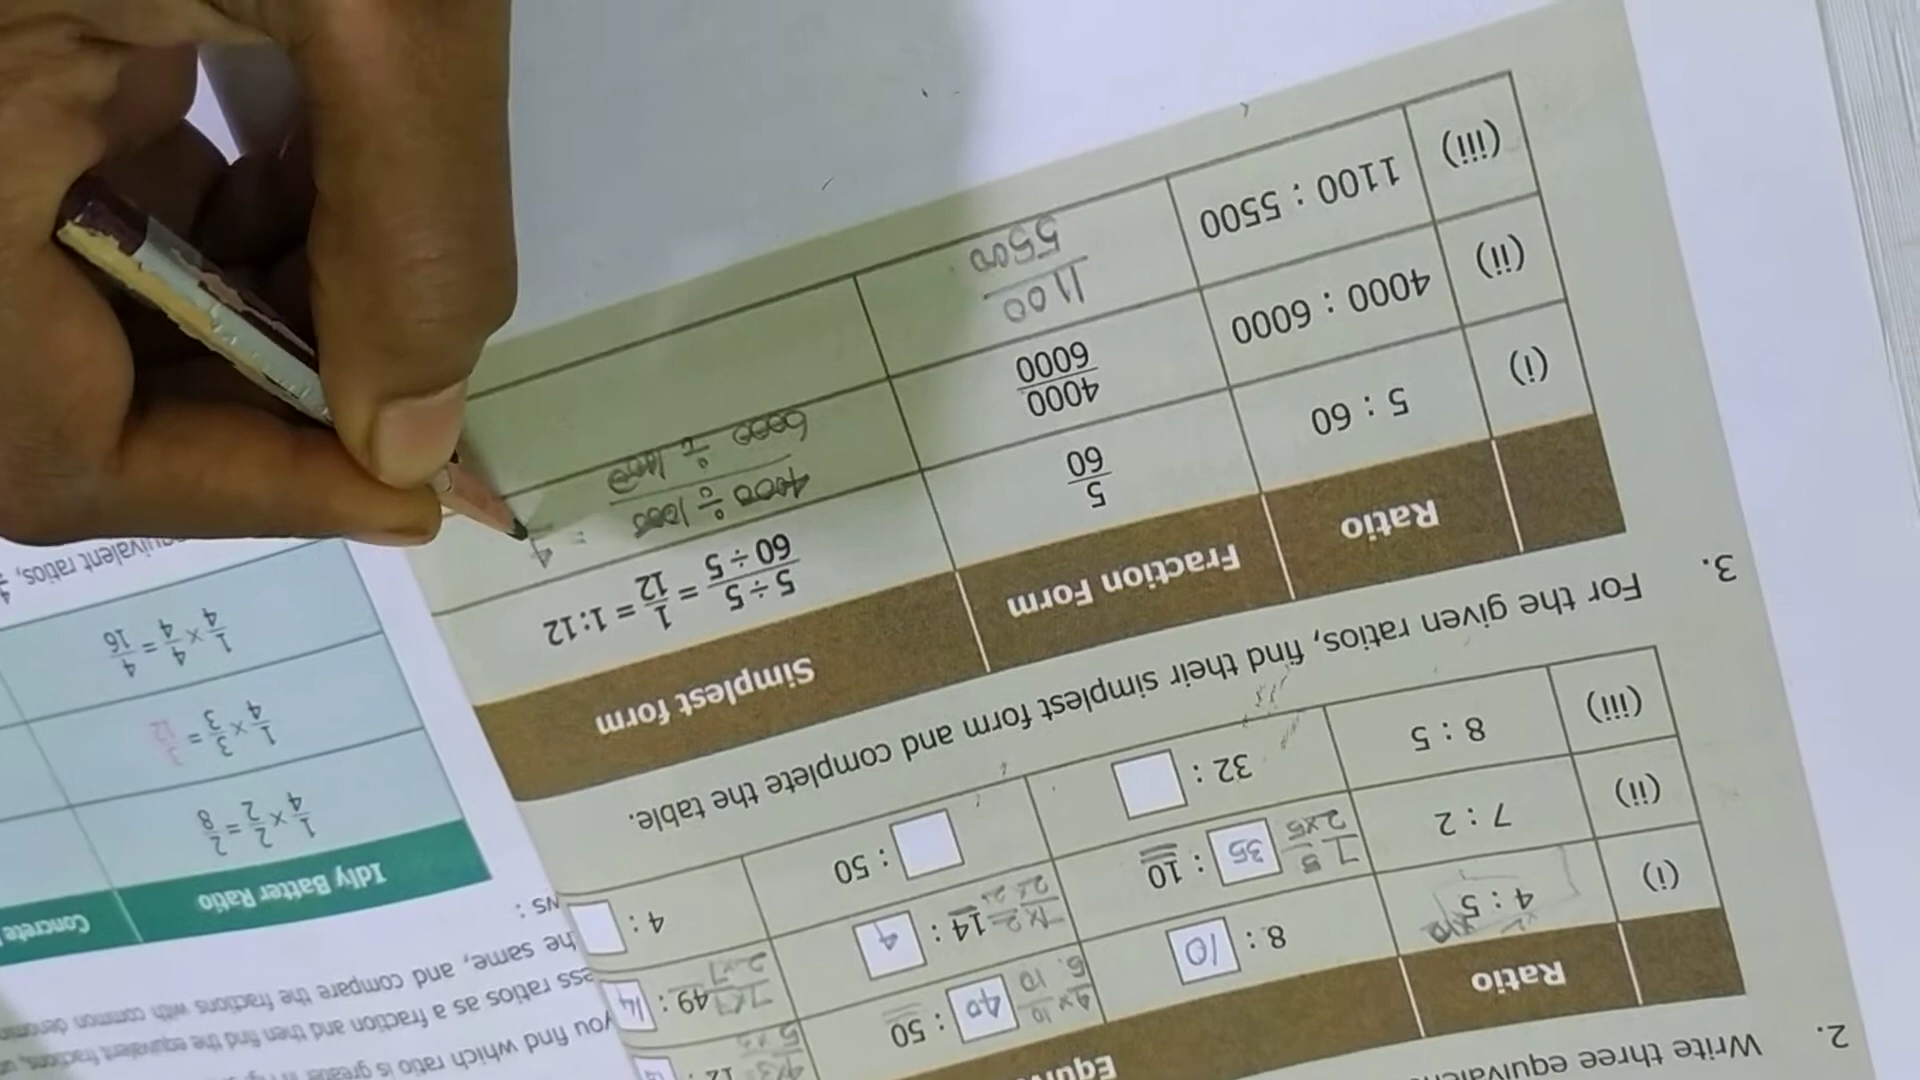 2. Write three equivalent
Ratio Equiv
(i) 4 : 5 8 : 10 40 : 50 12 :
4 × 10
5 . 10
(ii) 7 : 2 35 : 10 14 : 4 49 : 14
7 5
2×5
7×2
7×7
2×7
(iii) 8 : 5 32 : : 50 4 :
3. For the given ratios, find their simplest form and complete the table.
Ratio Fraction Form Simplest form
(i) 5 : 60 5/60 5 ÷ 5 / 60 ÷ 5 = 1/12 = 1:12
(ii) 4000 : 6000 4000/6000 4000 ÷ 1000 / 6000 ÷ 1000 = 4
(iii) 1100 : 5500 1100/5500
you find which ratio is greater
ess ratios as a fraction and then find the equivalent fractions,
he same, and compare the fractions with common
ws :
Idly Batter Ratio Concrete
1/4 × 2/2 = 2/8
1/4 × 3/3 = 3/12
1/4 × 4/4 = 4/16
equivalent ratios,